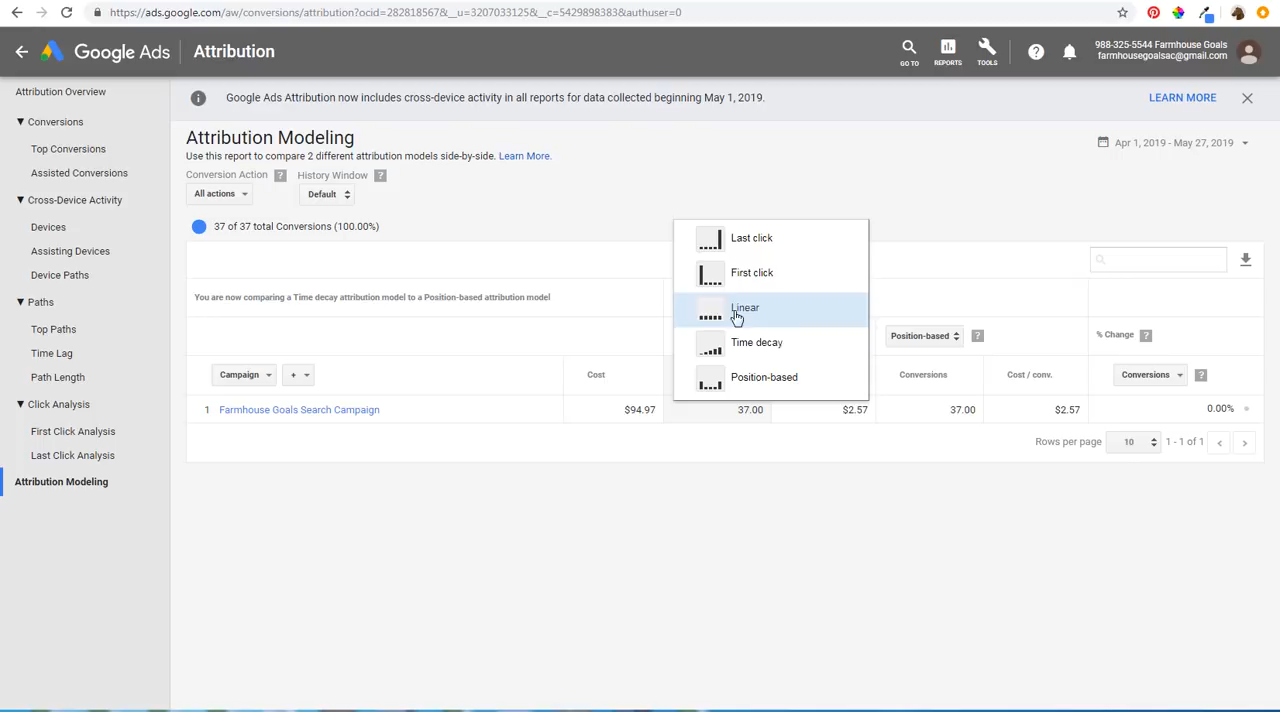 https://ads.google.com/aw/conversions/attribution?ocid=282818567&__u=3207033125&__c=5429898383&authuser=0
Google Ads
Attribution
GO TO
REPORTS
TOOLS
988-325-5544 Farmhouse Goals
farmhousegoalsac@gmail.com
Attribution Overview
Conversions
Top Conversions
Assisted Conversions
Cross-Device Activity
Devices
Assisting Devices
Device Paths
Paths
Top Paths
Time Lag
Path Length
Click Analysis
First Click Analysis
Last Click Analysis
Attribution Modeling
Google Ads Attribution now includes cross-device activity in all reports for data collected beginning May 1, 2019.
LEARN MORE
Attribution Modeling
Use this report to compare 2 different attribution models side-by-side. Learn More.
Apr 1, 2019 - May 27, 2019
Conversion Action ? History Window ?
All actions Default
37 of 37 total Conversions (100.00%)
Last click
First click
Linear
Time decay
Position-based
You are now comparing a Time decay attribution model to a Position-based attribution model
Position-based ? % Change ?
Campaign + Cost Conversions Cost / conv. Conversions ?
1 Farmhouse Goals Search Campaign $94.97 37.00 $2.57 37.00 $2.57 0.00%
Rows per page 10 1 - 1 of 1